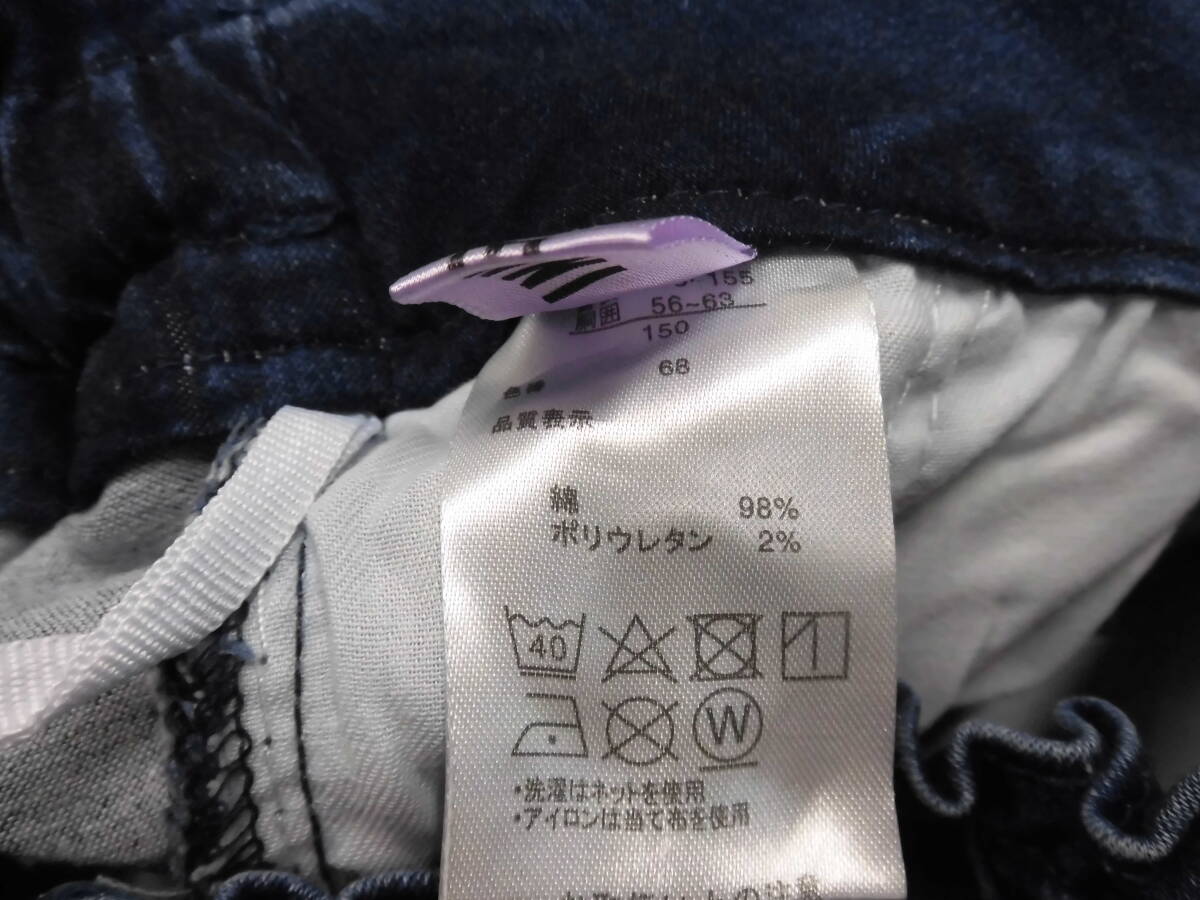 155
胴囲 56~63
150
68
品質表示
綿 98%
ポリウレタン 2%
40
W
・洗濯はネットを使用
・アイロンは当て布を使用